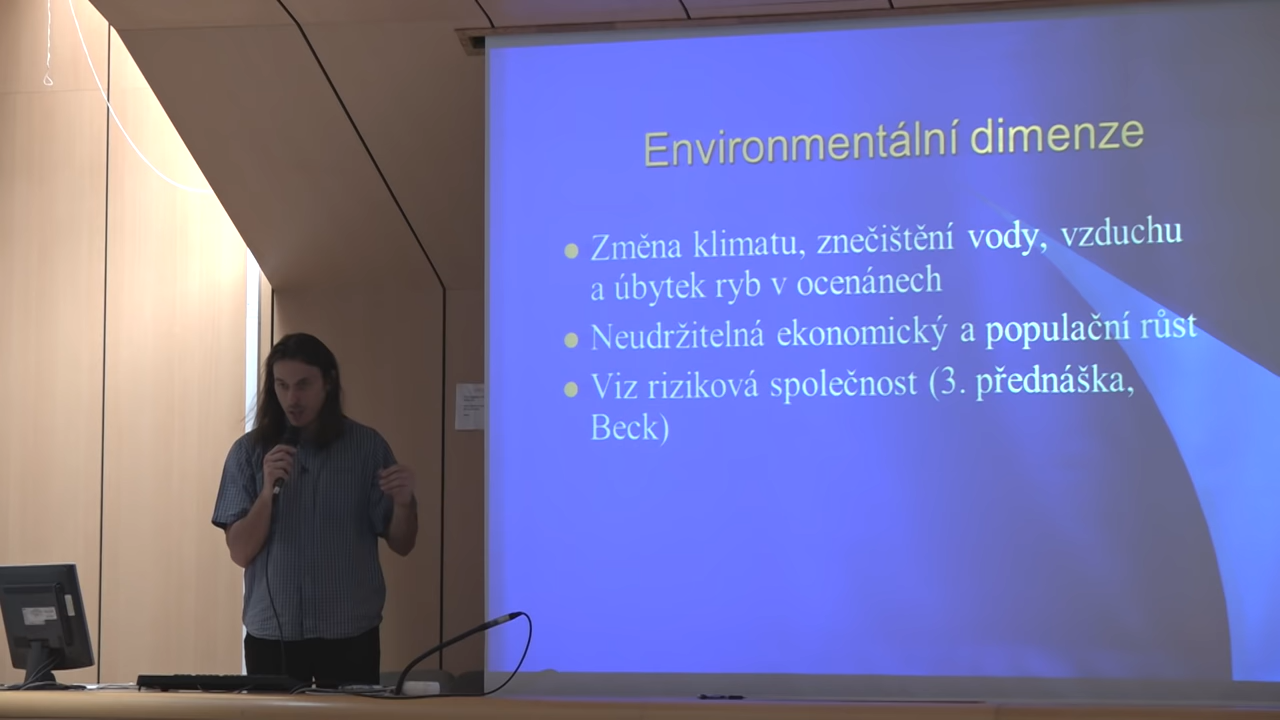 Environmentální dimenze
Změna klimatu, znečištění vody, vzduchu
a úbytek ryb v ocenánech
Neudržitelná ekonomický a populační růst
Viz riziková společnost (3. přednáška,
Beck)